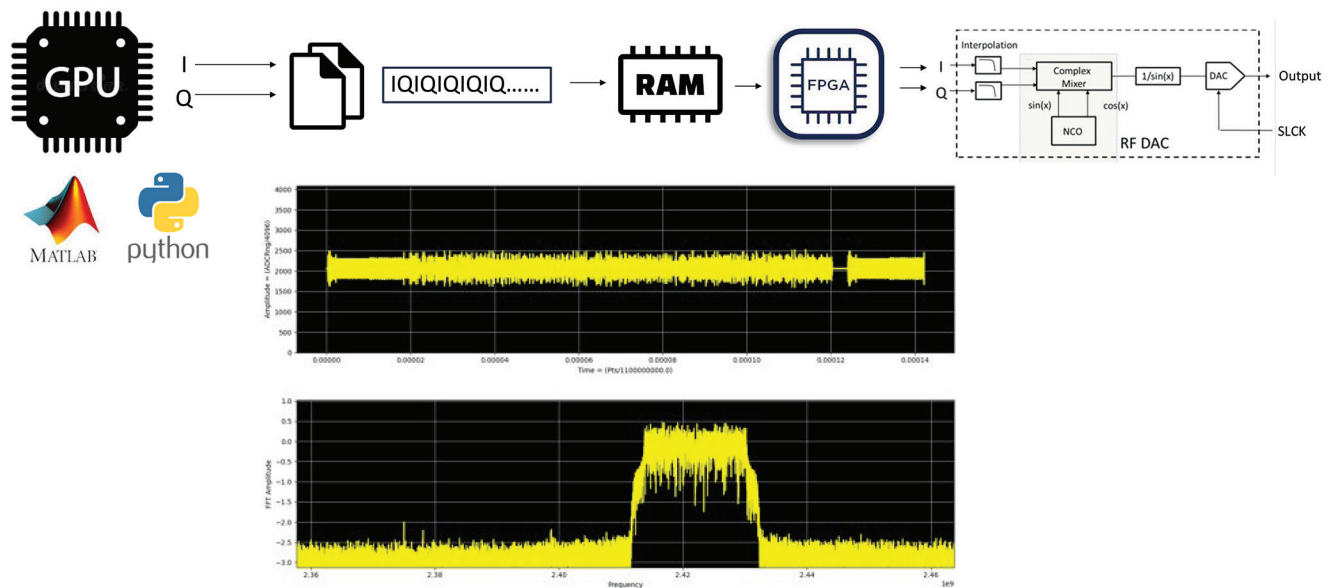 GPU
I
Q
IQIQIQIQIQ......
RAM
FPGA
I
Q
Interpolation
Complex
Mixer
sin(x)
cos(x)
NCO
1/sin(x)
DAC
RF DAC
Output
SLCK
MATLAB
python
Amplitude = (ADCRng/4096)
4000
3500
3000
2500
2000
1500
1000
500
0
0.00000
0.00002
0.00004
0.00006
0.00008
0.00010
0.00012
0.00014
Time = (Pts/1100000000.0)
FFT Amplitude
1.0
0.5
0.0
−0.5
−1.0
−1.5
−2.0
−2.5
−3.0
2.36
2.38
2.40
2.42
2.44
2.46
1e9
Frequency